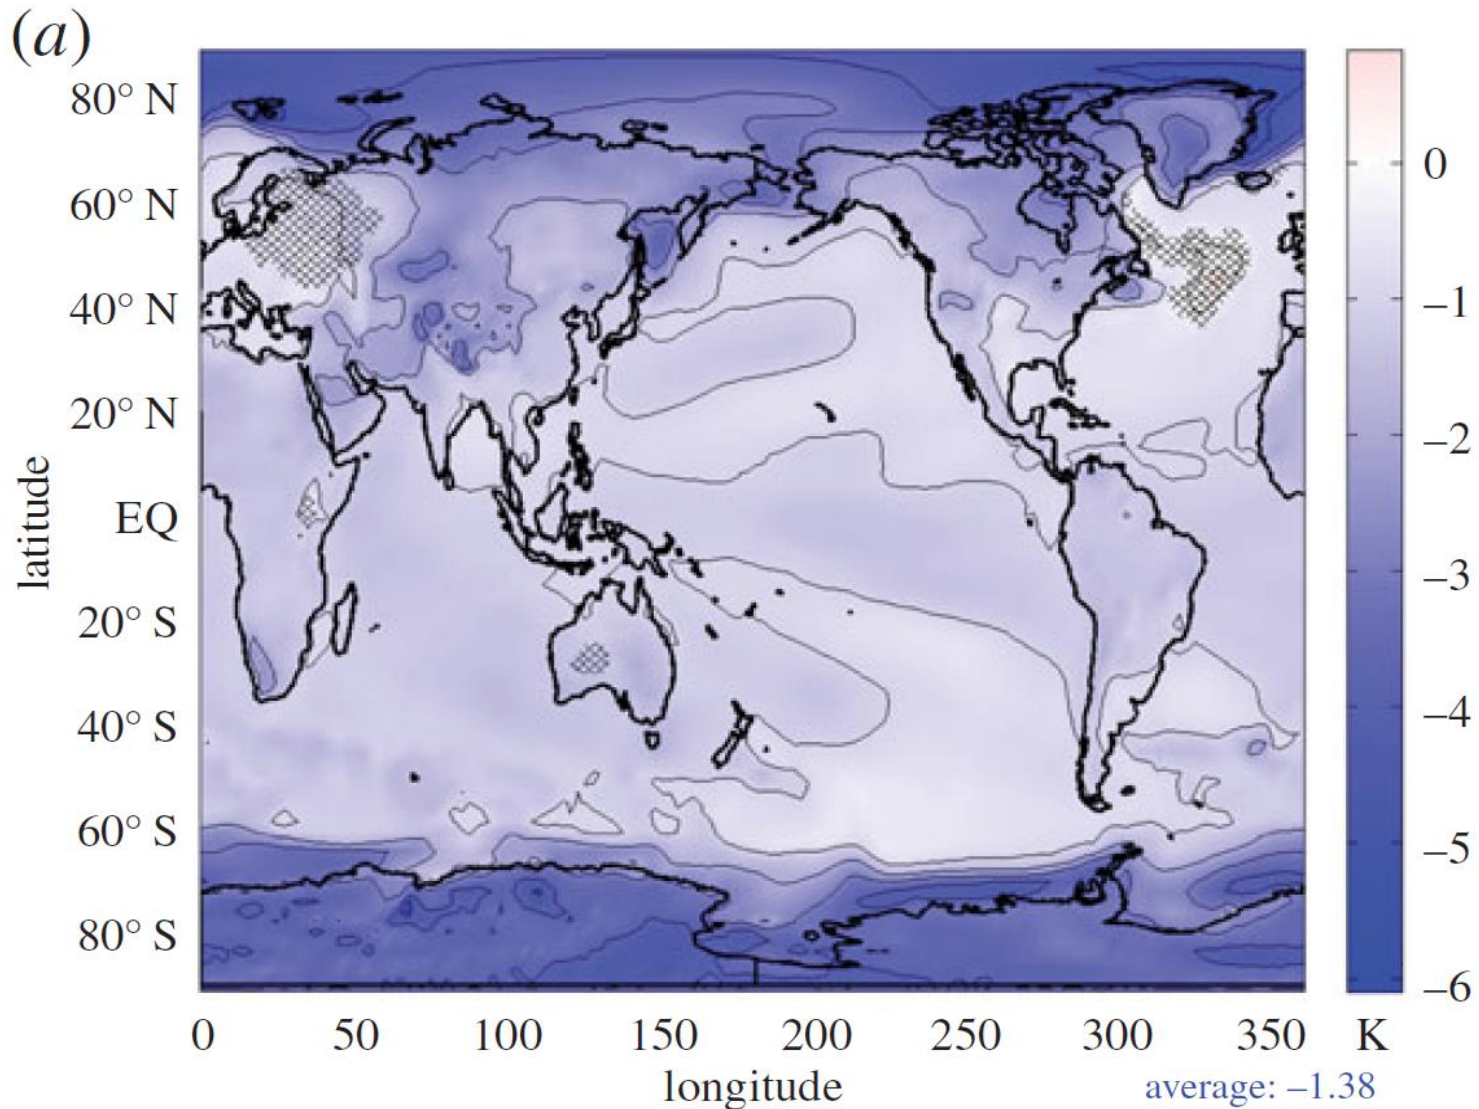 (a)
80° N
60° N
40° N
20° N
EQ
20° S
40° S
60° S
80° S
latitude
0
–1
–2
–3
–4
–5
–6
0 50 100 150 200 250 300 350 K
longitude
average: –1.38